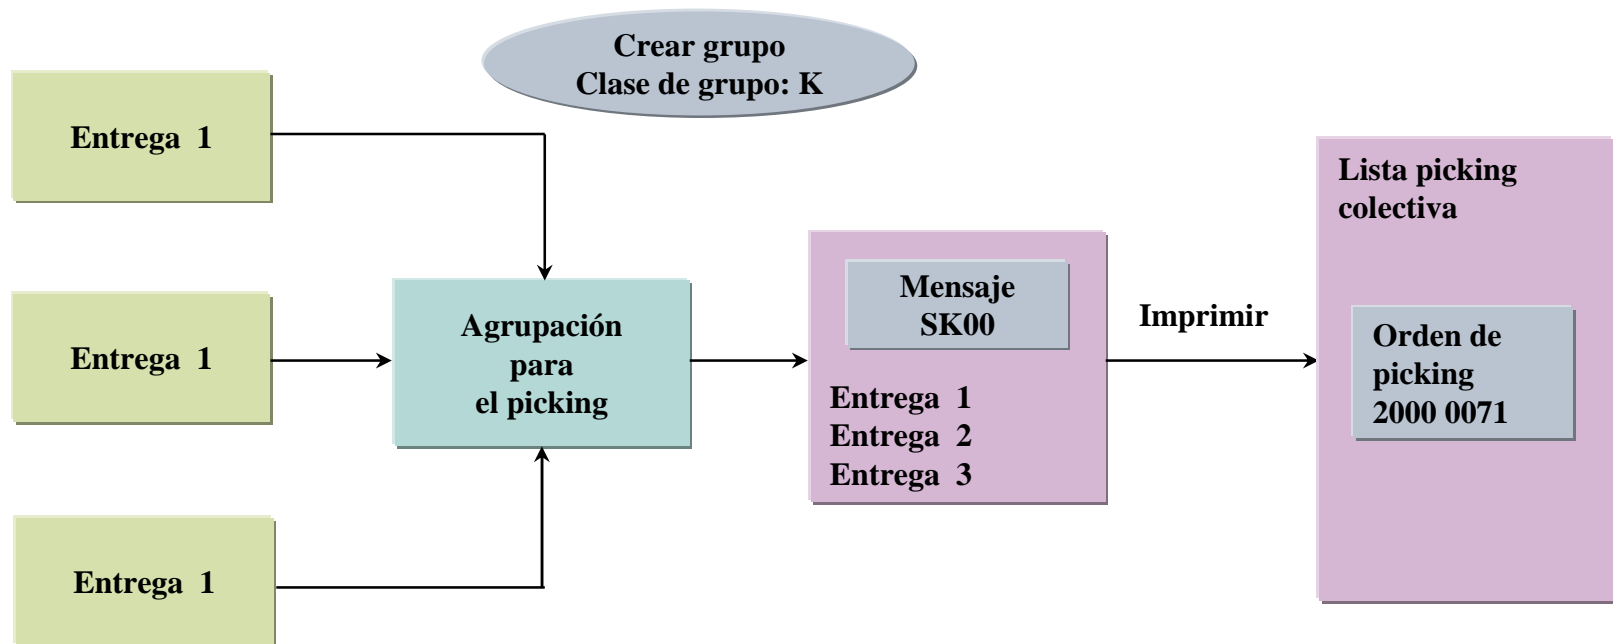 Crear grupo
Clase de grupo: K
Entrega 1
Entrega 1
Entrega 1
Agrupación
para
el picking
Mensaje
SK00
Entrega 1
Entrega 2
Entrega 3
Imprimir
Lista picking
colectiva
Orden de
picking
2000 0071